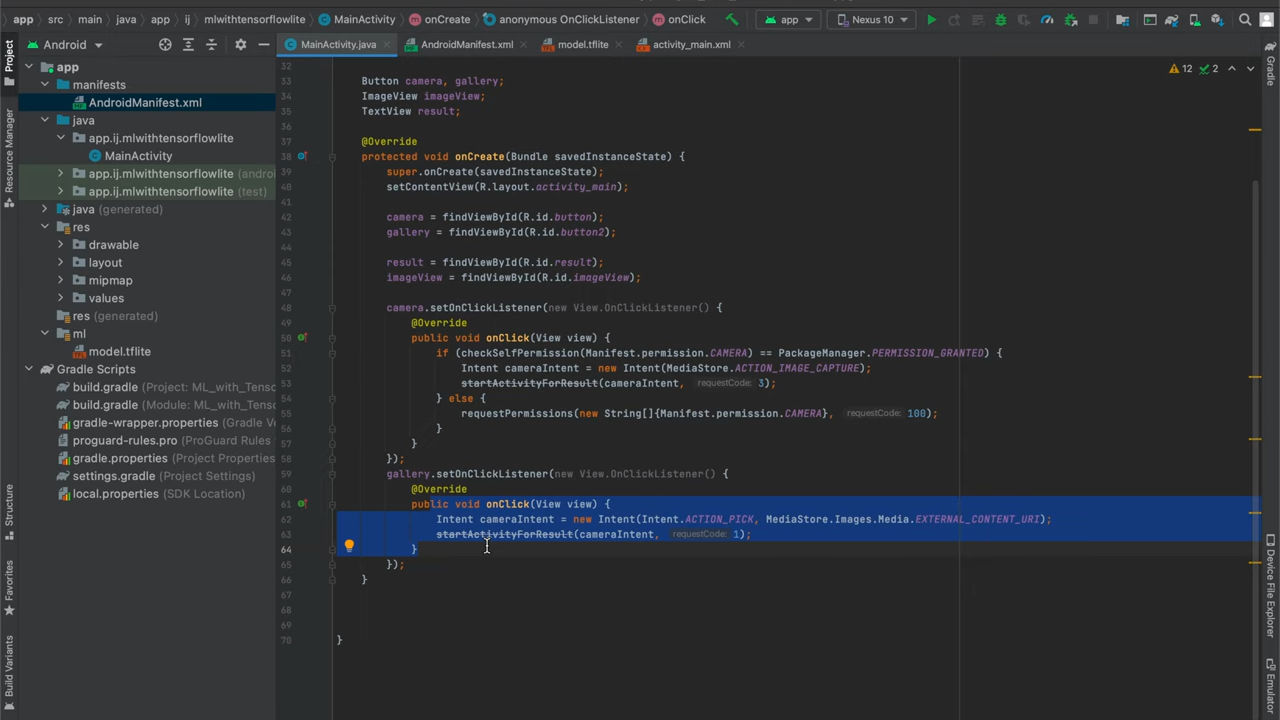 app
src
main
java
app
ij
mlwithtensorflowlite
MainActivity
onCreate
anonymous OnClickListener
onClick
app
Nexus 10
Project
Resource Manager
Structure
Favorites
Build Variants
Android
app
manifests
AndroidManifest.xml
java
app.ij.mlwithtensorflowlite
MainActivity
app.ij.mlwithtensorflowlite (andro
app.ij.mlwithtensorflowlite (test)
java (generated)
res
drawable
layout
mipmap
values
res (generated)
ml
model.tflite
Gradle Scripts
build.gradle (Project: ML_with_Tenso
build.gradle (Module: ML_with_Tenso
gradle-wrapper.properties (Gradle V
proguard-rules.pro (ProGuard Rules
gradle.properties (Project Properties)
settings.gradle (Project Settings)
local.properties (SDK Location)
MainActivity.java
AndroidManifest.xml
model.tflite
activity_main.xml
12 2
32
33 Button camera, gallery;
34 ImageView imageView;
35 TextView result;
36
37 @Override
38 protected void onCreate(Bundle savedInstanceState) {
39 super.onCreate(savedInstanceState);
40 setContentView(R.layout.activity_main);
41
42 camera = findViewById(R.id.button);
43 gallery = findViewById(R.id.button2);
44
45 result = findViewById(R.id.result);
46 imageView = findViewById(R.id.imageView);
47
48 camera.setOnClickListener(new View.OnClickListener() {
49 @Override
50 public void onClick(View view) {
51 if (checkSelfPermission(Manifest.permission.CAMERA) == PackageManager.PERMISSION_GRANTED) {
52 Intent cameraIntent = new Intent(MediaStore.ACTION_IMAGE_CAPTURE);
53 startActivityForResult(cameraIntent, requestCode: 3);
54 } else {
55 requestPermissions(new String[]{Manifest.permission.CAMERA}, requestCode: 100);
56 }
57 }
58 });
59 gallery.setOnClickListener(new View.OnClickListener() {
60 @Override
61 public void onClick(View view) {
62 Intent cameraIntent = new Intent(Intent.ACTION_PICK, MediaStore.Images.Media.EXTERNAL_CONTENT_URI);
63 startActivityForResult(cameraIntent, requestCode: 1);
64 }
65 });
66 }
67
68
69
70 }
Gradle
Device File Explorer
Emulator